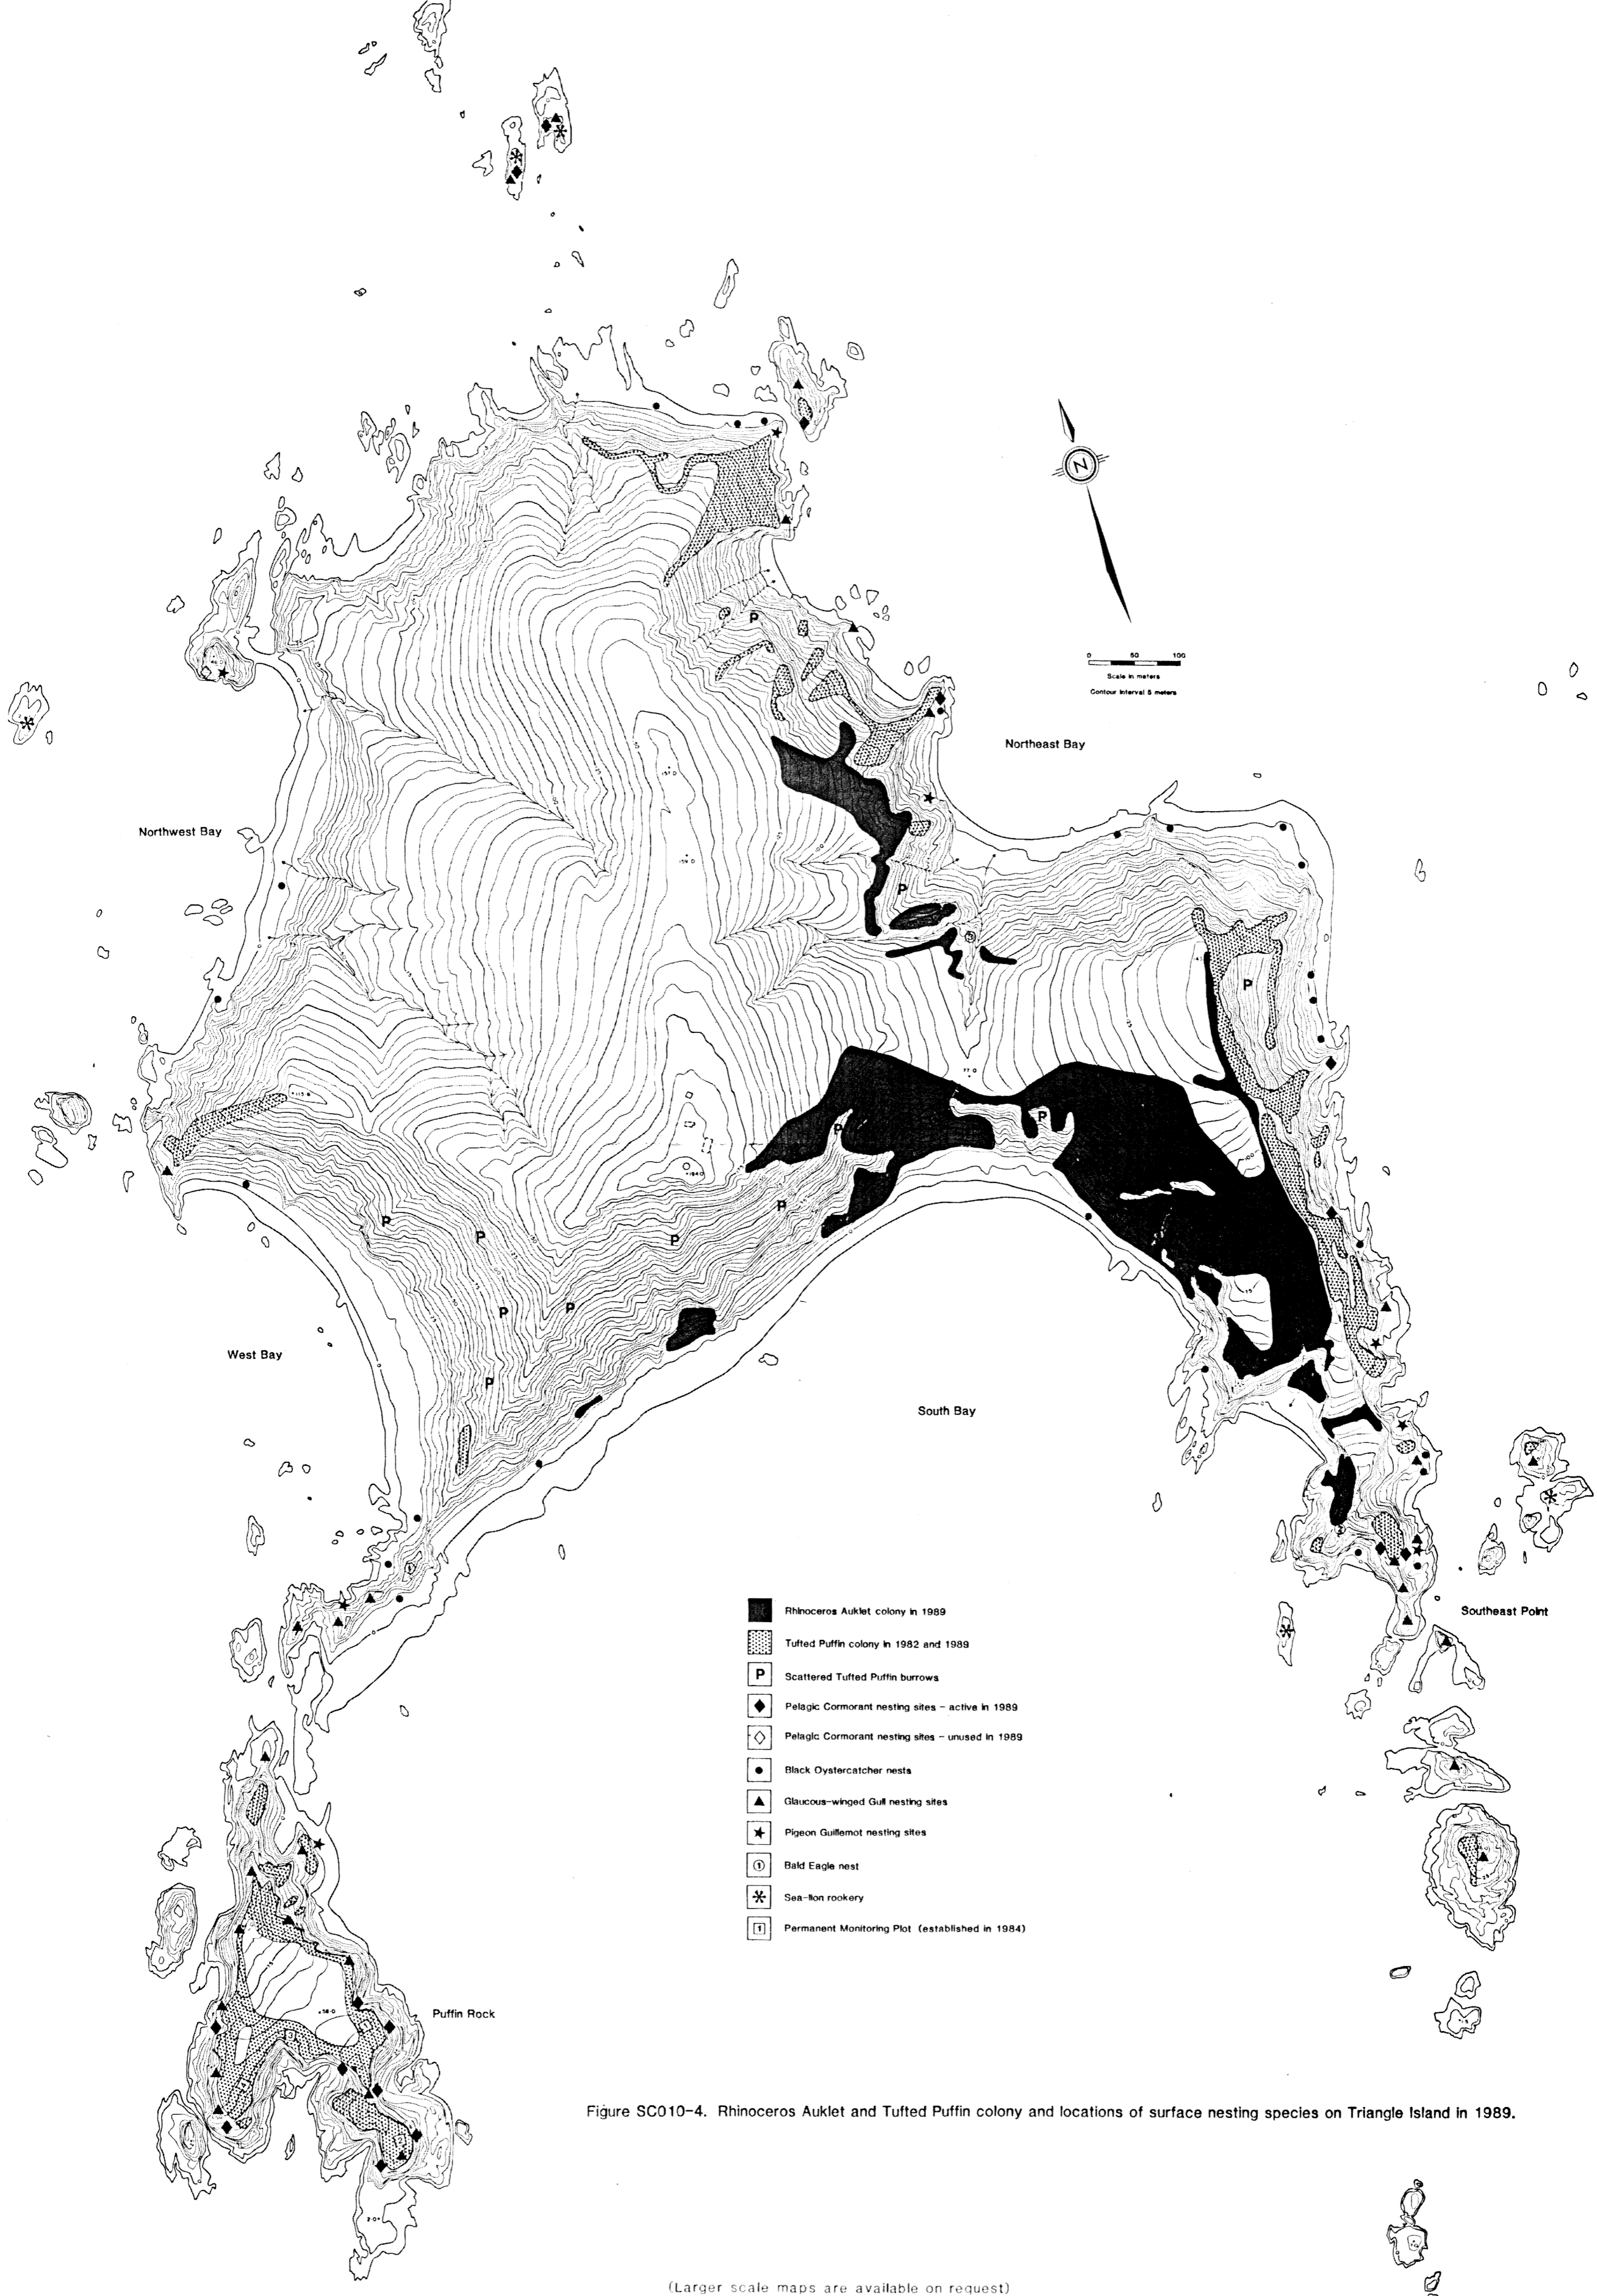 N
0 50 100
Scale in meters
Contour Interval 5 meters
Northeast Bay
Northwest Bay
West Bay
South Bay
Southeast Point
Puffin Rock
P
P
P
P
P
P
P
P
P
P
P
P
P
Rhinoceros Auklet colony in 1989
Tufted Puffin colony in 1982 and 1989
P Scattered Tufted Puffin burrows
Pelagic Cormorant nesting sites - active in 1989
Pelagic Cormorant nesting sites - unused in 1989
Black Oystercatcher nests
Glaucous-winged Gull nesting sites
Pigeon Guillemot nesting sites
1 Bald Eagle nest
Sea-lion rookery
1 Permanent Monitoring Plot (established in 1984)
Figure SC010-4. Rhinoceros Auklet and Tufted Puffin colony and locations of surface nesting species on Triangle Island in 1989.
(Larger scale maps are available on request)